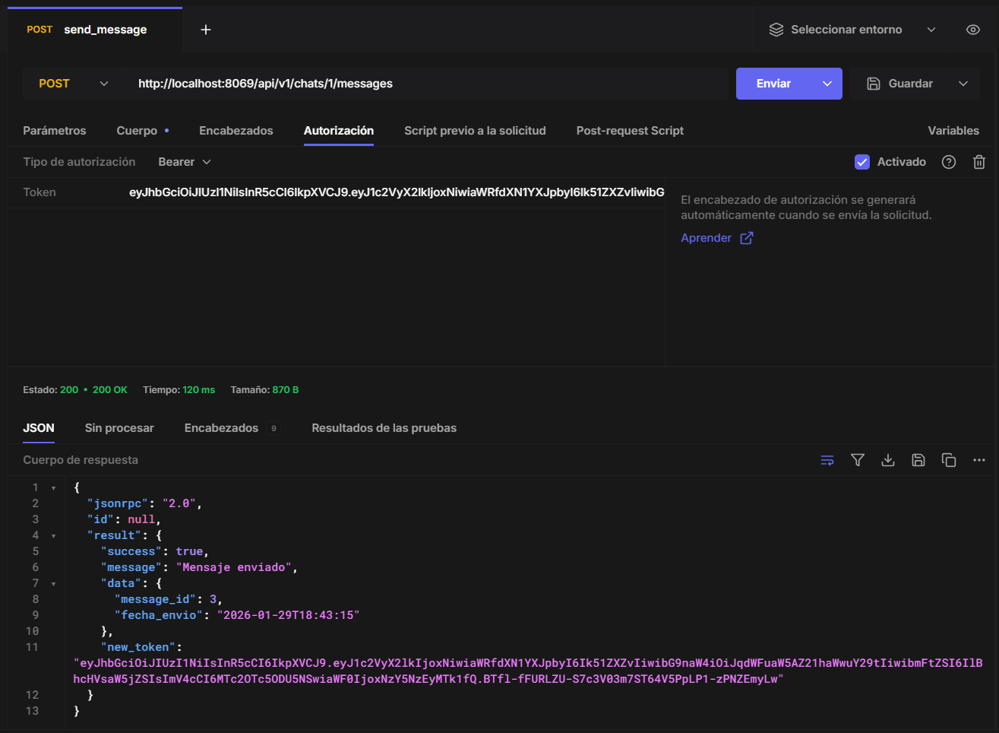 POST send_message + Seleccionar entorno
POST http://localhost:8069/api/v1/chats/1/messages Enviar Guardar
Parámetros Cuerpo • Encabezados Autorización Script previo a la solicitud Post-request Script Variables
Tipo de autorización Bearer Activado
Token eyJhbGciOiJIUzI1NiIsInR5cCI6IkpXVCJ9.eyJ1c2VyX2lkIjoxNiwiaWRfdXN1YXJpbyI6Ik51ZXZvIiwibG
El encabezado de autorización se generará
automáticamente cuando se envía la solicitud.
Aprender
Estado: 200 • 200 OK Tiempo: 120 ms Tamaño: 870 B
JSON Sin procesar Encabezados 9 Resultados de las pruebas
Cuerpo de respuesta
1 {
2 "jsonrpc": "2.0",
3 "id": null,
4 "result": {
5 "success": true,
6 "message": "Mensaje enviado",
7 "data": {
8 "message_id": 3,
9 "fecha_envio": "2026-01-29T18:43:15"
10 },
11 "new_token":
"eyJhbGciOiJIUzI1NiIsInR5cCI6IkpXVCJ9.eyJ1c2VyX2lkIjoxNiwiaWRfdXN1YXJpbyI6Ik51ZXZvIiwibG9naW4iOiJqdWFuaW5AZ21haWwuY29tIiwibmFtZSI6IlB
hcHVsaW5jZSIsImV4cCI6MTc2OTc5ODU5NSwiaWF0IjoxNzY5NzEyMTk1fQ.BTfl-fFURLZU-S7c3V03m7ST64V5PpLP1-zPNZEmyLw"
12 }
13 }